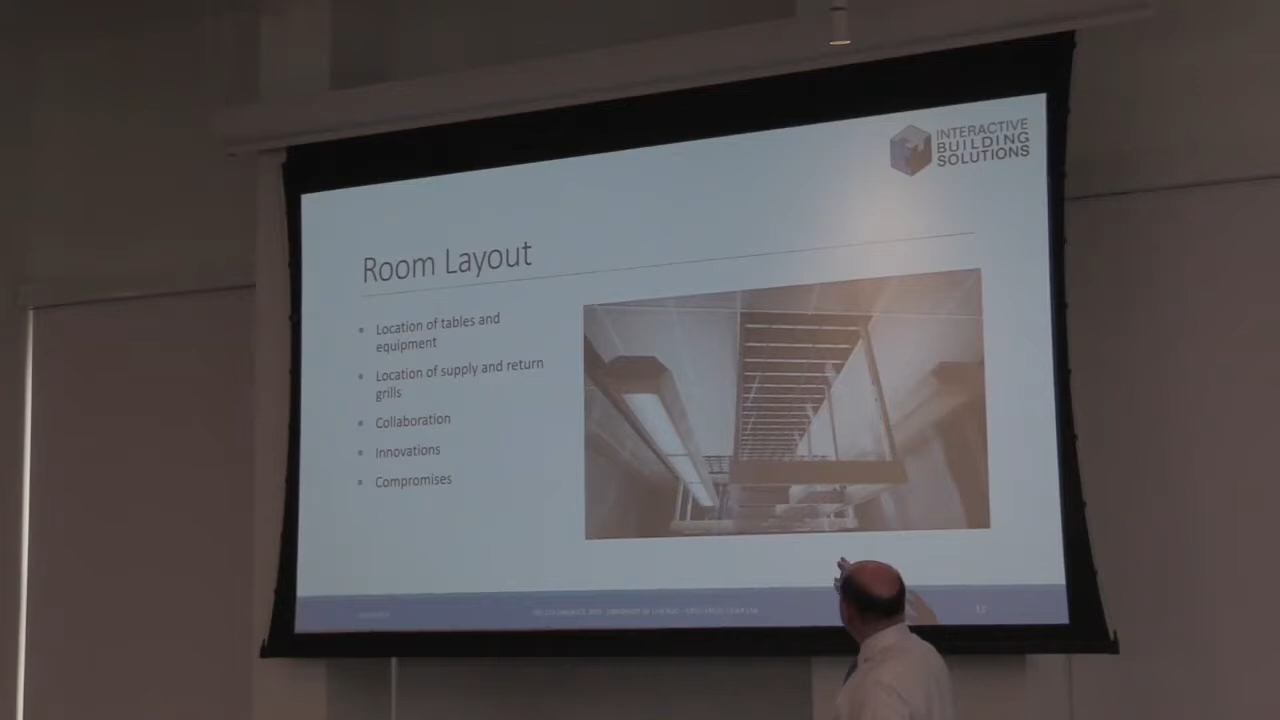 INTERACTIVE
BUILDING
SOLUTIONS
Room Layout
Location of tables and
equipment
Location of supply and return
grills
Collaboration
Innovations
Compromises